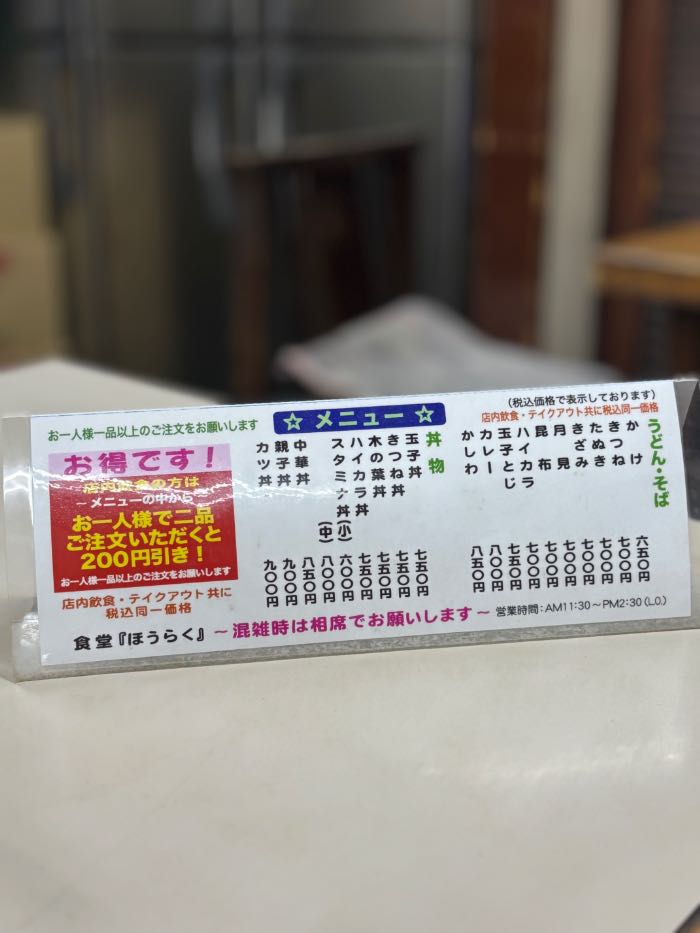 お一人様一品以上のご注文をお願いします
お得です！
店内飲食の方は
～メニューの中から～
お一人様で二品
ご注文いただくと
200円引き！
お一人様一品以上のご注文をお願いします
店内飲食・テイクアウト共に
税込同一価格
☆ メニュー ☆
(税込価格で表示しております)
店内飲食・テイクアウト共に税込同一価格
うどん・そば
かけ 六五〇円
きつね 七〇〇円
たぬき 七〇〇円
きざみ 七〇〇円
月見 七〇〇円
昆布 七〇〇円
ハイカラ 七五〇円
玉子とじ 七五〇円
カレー 八〇〇円
かしわ 八五〇円
丼物
玉子丼 七五〇円
きつね丼 七五〇円
木の葉丼 七五〇円
ハイカラ丼 七五〇円
スタミナ丼 (小) 六〇〇円
(中) 八〇〇円
中華丼 八五〇円
親子丼 九〇〇円
カツ丼 九〇〇円
食堂『ほうらく』 ～混雑時は相席でお願いします～ 営業時間：AM11:30～PM2:30(L.O.)